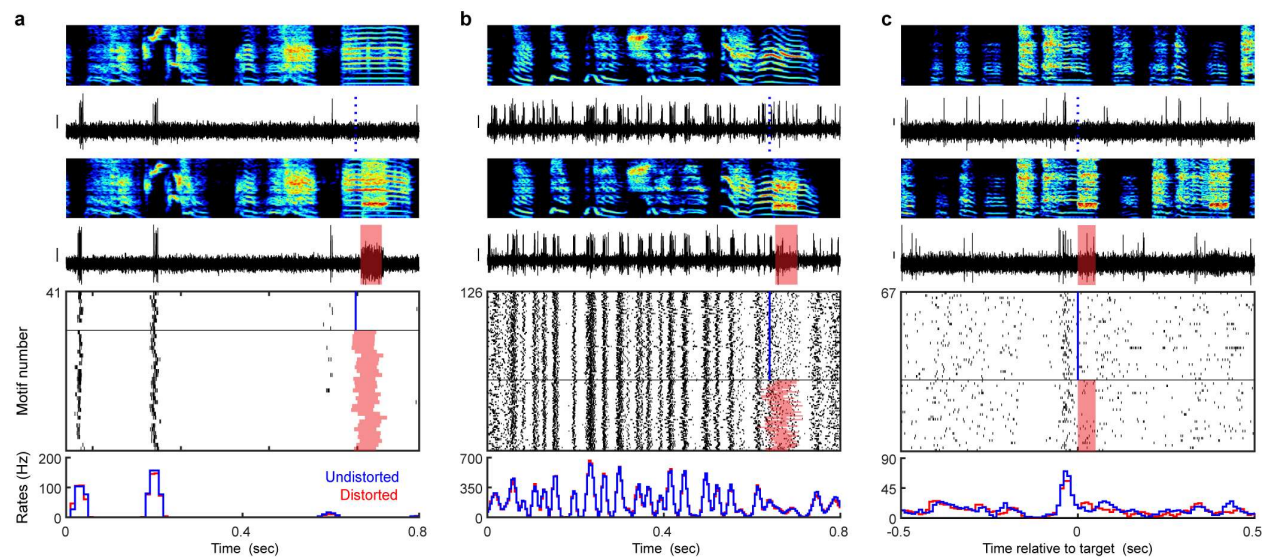 a b c
41 126 67
Motif number
Rates (Hz)
200
100
0
Undistorted
Distorted
0 0.4 0.8
Time (sec)
700
350
0
0 0.4 0.8
Time (sec)
90
45
0
-0.5 0 0.5
Time relative to target (sec)